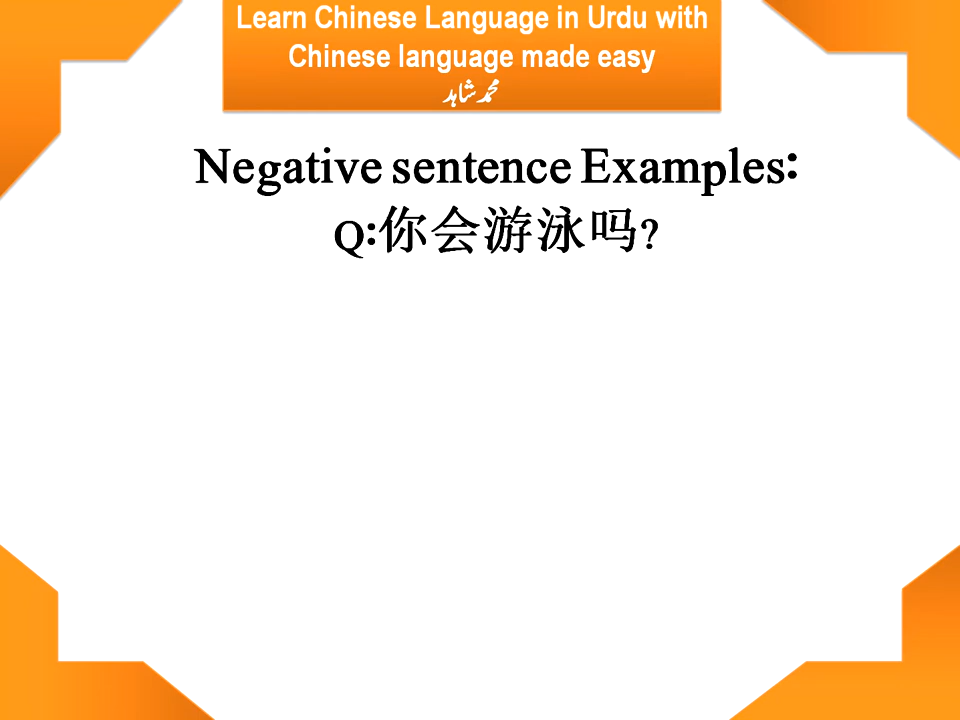 Learn Chinese Language in Urdu with
Chinese language made easy
محمد شاہد
Negative sentence Examples:
Q:你会游泳吗?